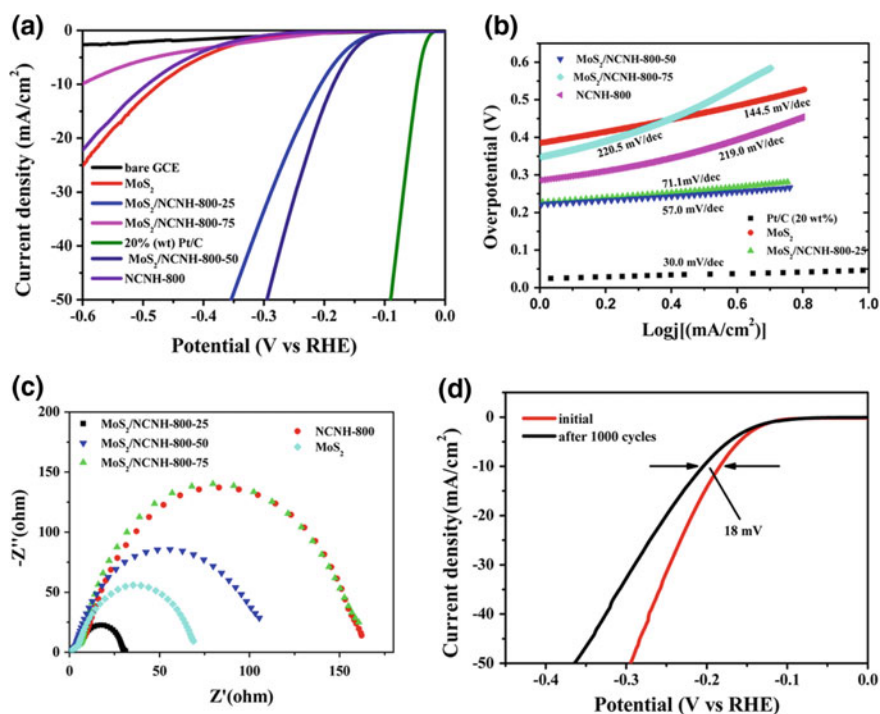 (a)
0
-10
-20
-30
-40
-50
Current density (mA/cm²)
bare GCE
MoS₂
MoS₂/NCNH-800-25
MoS₂/NCNH-800-75
20% (wt) Pt/C
MoS₂/NCNH-800-50
NCNH-800
-0.6 -0.5 -0.4 -0.3 -0.2 -0.1 0.0
Potential (V vs RHE)
(b)
0.7
0.6
0.5
0.4
0.3
0.2
0.1
0.0
Overpotential (V)
MoS₂/NCNH-800-50
MoS₂/NCNH-800-75
NCNH-800
144.5 mV/dec
220.5 mV/dec
219.0 mV/dec
71.1mV/dec
57.0 mV/dec
Pt/C (20 wt%)
MoS₂
MoS₂/NCNH-800-25
30.0 mV/dec
0.0 0.2 0.4 0.6 0.8 1.0
Logj[(mA/cm²)]
(c)
200
150
100
50
0
-Z''(ohm)
MoS₂/NCNH-800-25
MoS₂/NCNH-800-50
MoS₂/NCNH-800-75
NCNH-800
MoS₂
0 50 100 150
Z'(ohm)
(d)
0
-10
-20
-30
-40
-50
Current density(mA/cm²)
initial
after 1000 cycles
18 mV
-0.4 -0.3 -0.2 -0.1 0.0
Potential (V vs RHE)